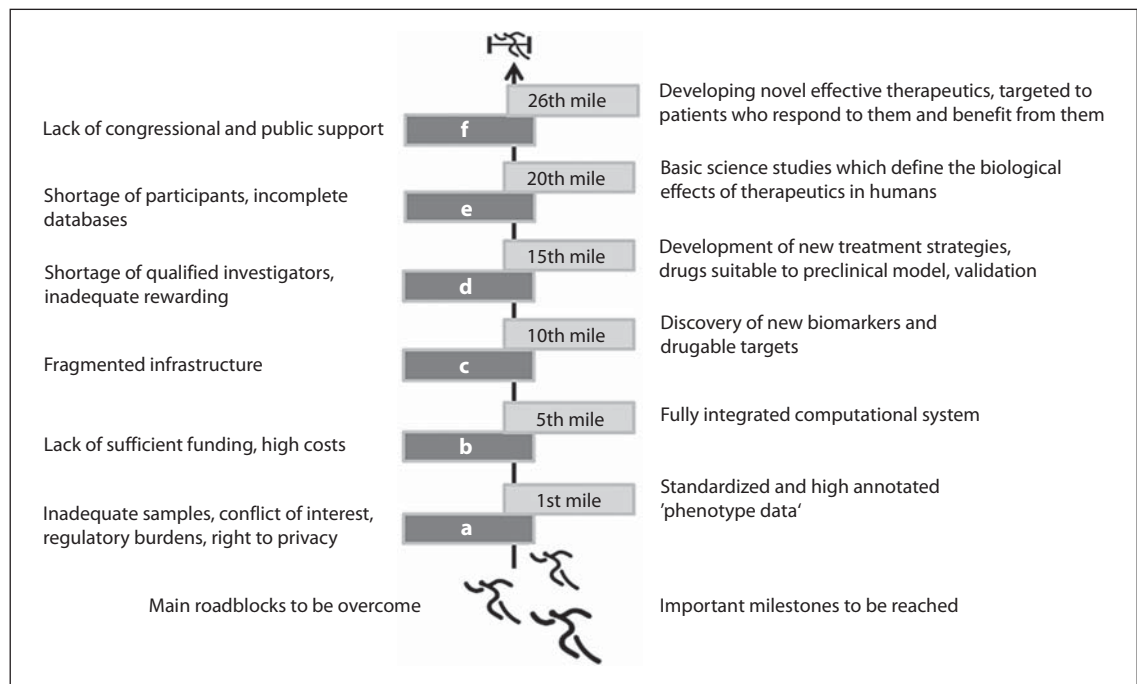 26th mile
Developing novel effective therapeutics, targeted to
patients who respond to them and benefit from them
Lack of congressional and public support
f
20th mile
Basic science studies which define the biological
effects of therapeutics in humans
Shortage of participants, incomplete
databases
e
15th mile
Development of new treatment strategies,
drugs suitable to preclinical model, validation
Shortage of qualified investigators,
inadequate rewarding
d
10th mile
Discovery of new biomarkers and
drugable targets
Fragmented infrastructure
c
5th mile
Fully integrated computational system
Lack of sufficient funding, high costs
b
1st mile
Standardized and high annotated
’phenotype data‘
Inadequate samples, conflict of interest,
regulatory burdens, right to privacy
a
Main roadblocks to be overcome
Important milestones to be reached